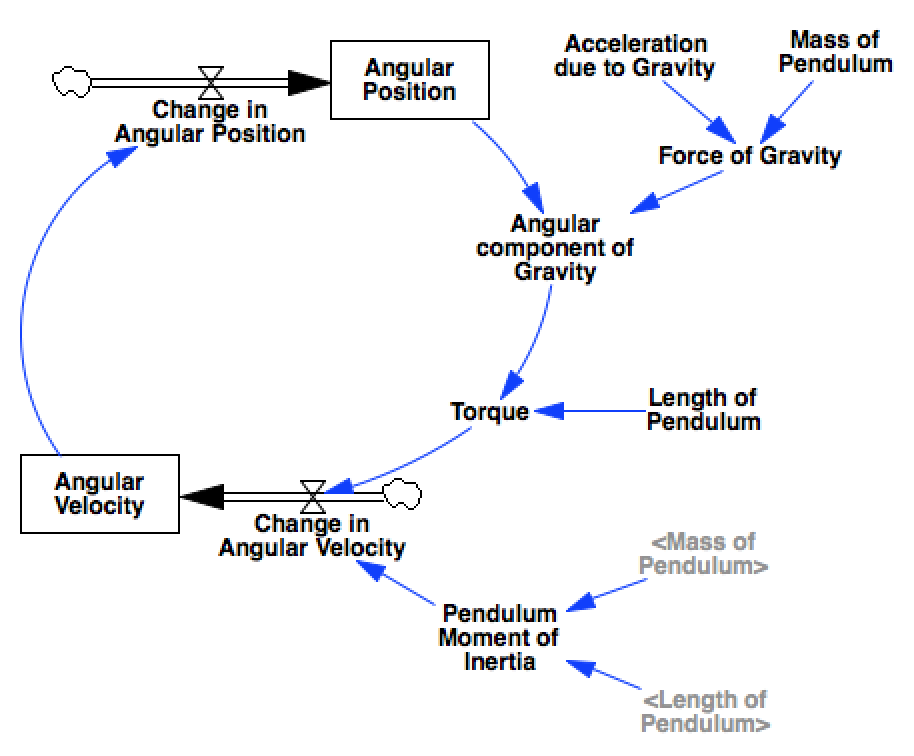 Angular
Position
Acceleration
due to Gravity
Mass of
Pendulum
Change in
Angular Position
Force of Gravity
Angular
component of
Gravity
Torque
Length of
Pendulum
Angular
Velocity
Change in
Angular Velocity
<Mass of
Pendulum>
Pendulum
Moment of
Inertia
<Length of
Pendulum>